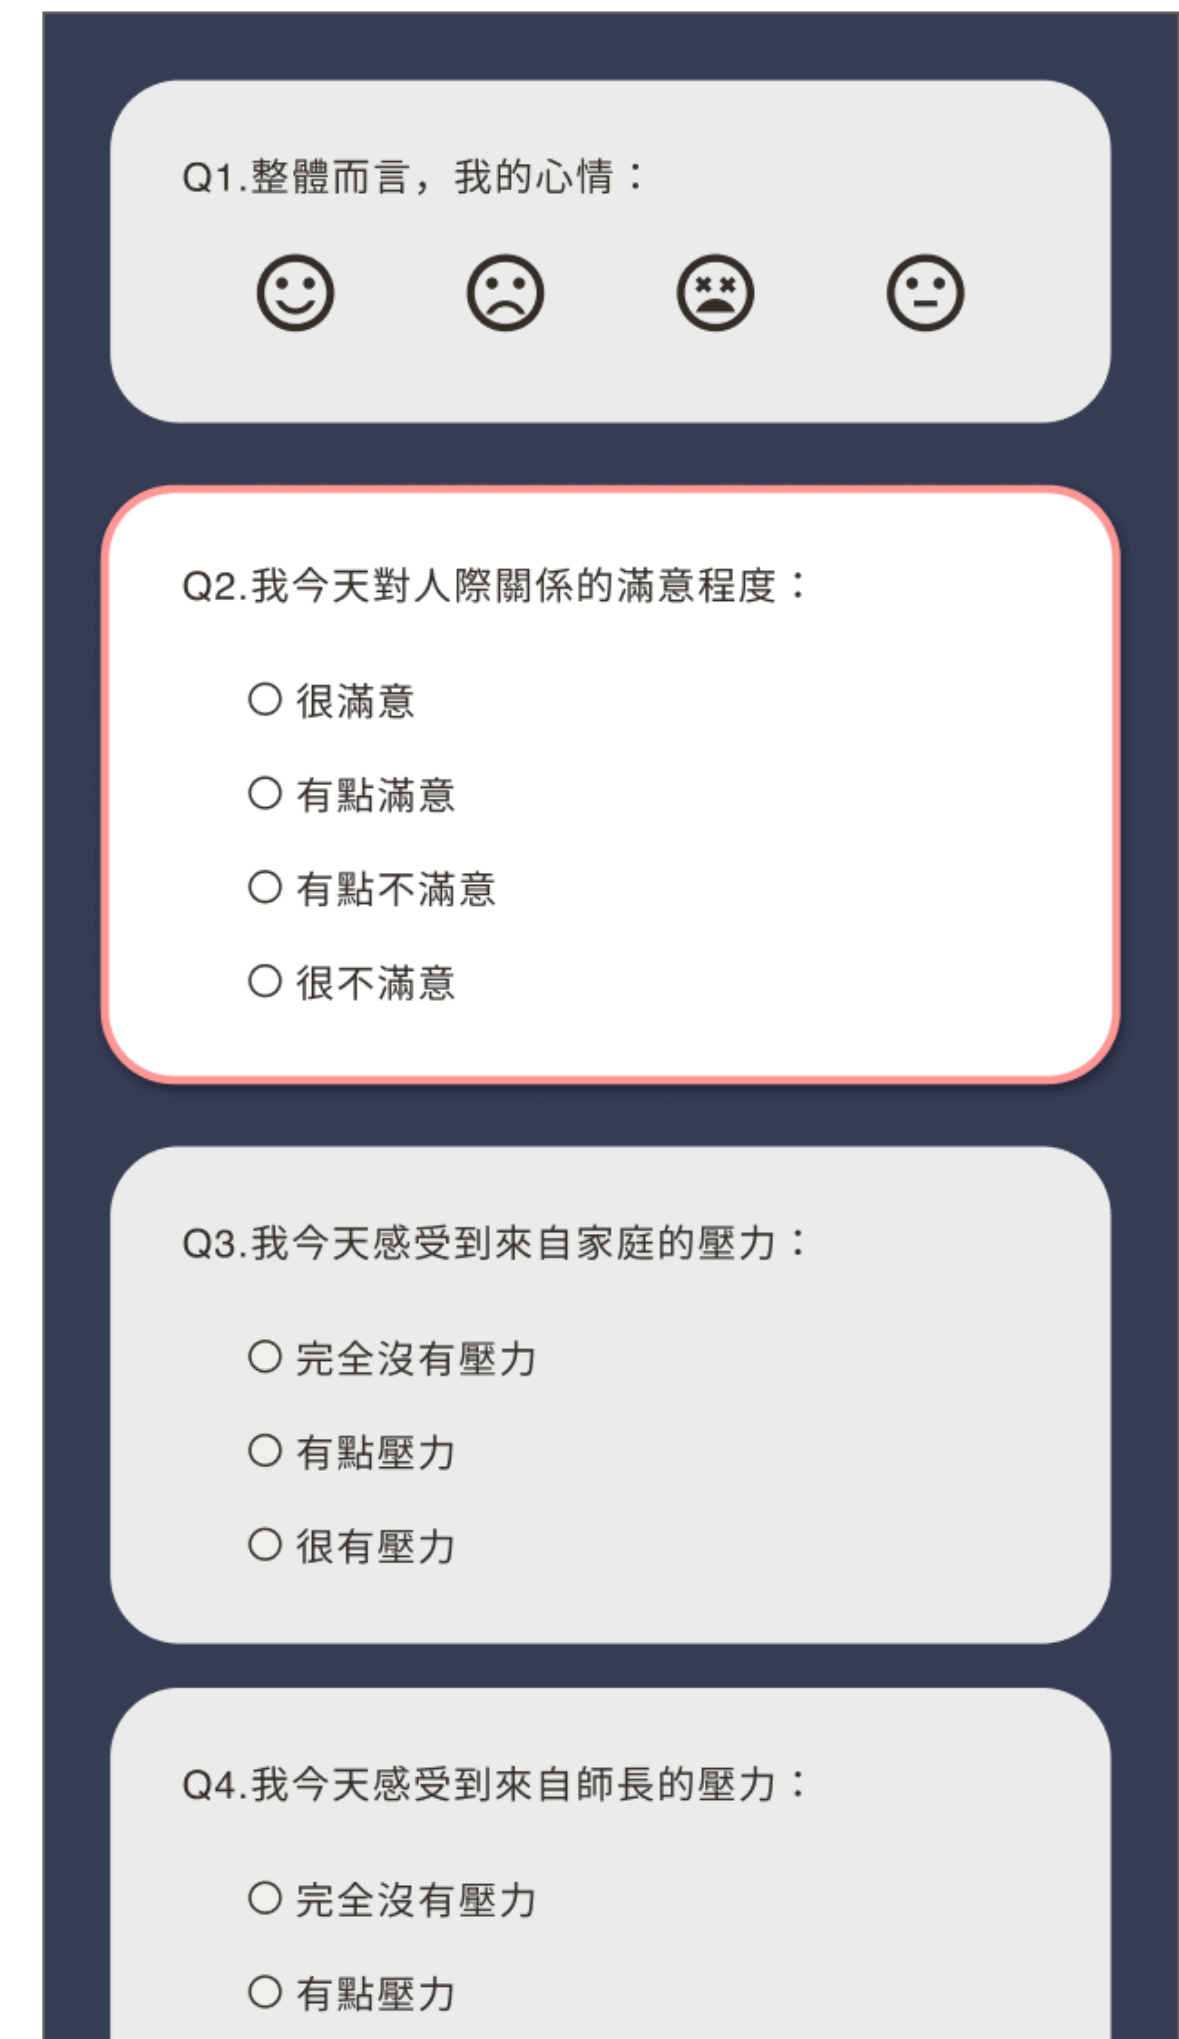 Q1.整體而言，我的心情：
Q2.我今天對人際關係的滿意程度：
很滿意
有點滿意
有點不滿意
很不滿意
Q3.我今天感受到來自家庭的壓力：
完全沒有壓力
有點壓力
很有壓力
Q4.我今天感受到來自師長的壓力：
完全沒有壓力
有點壓力